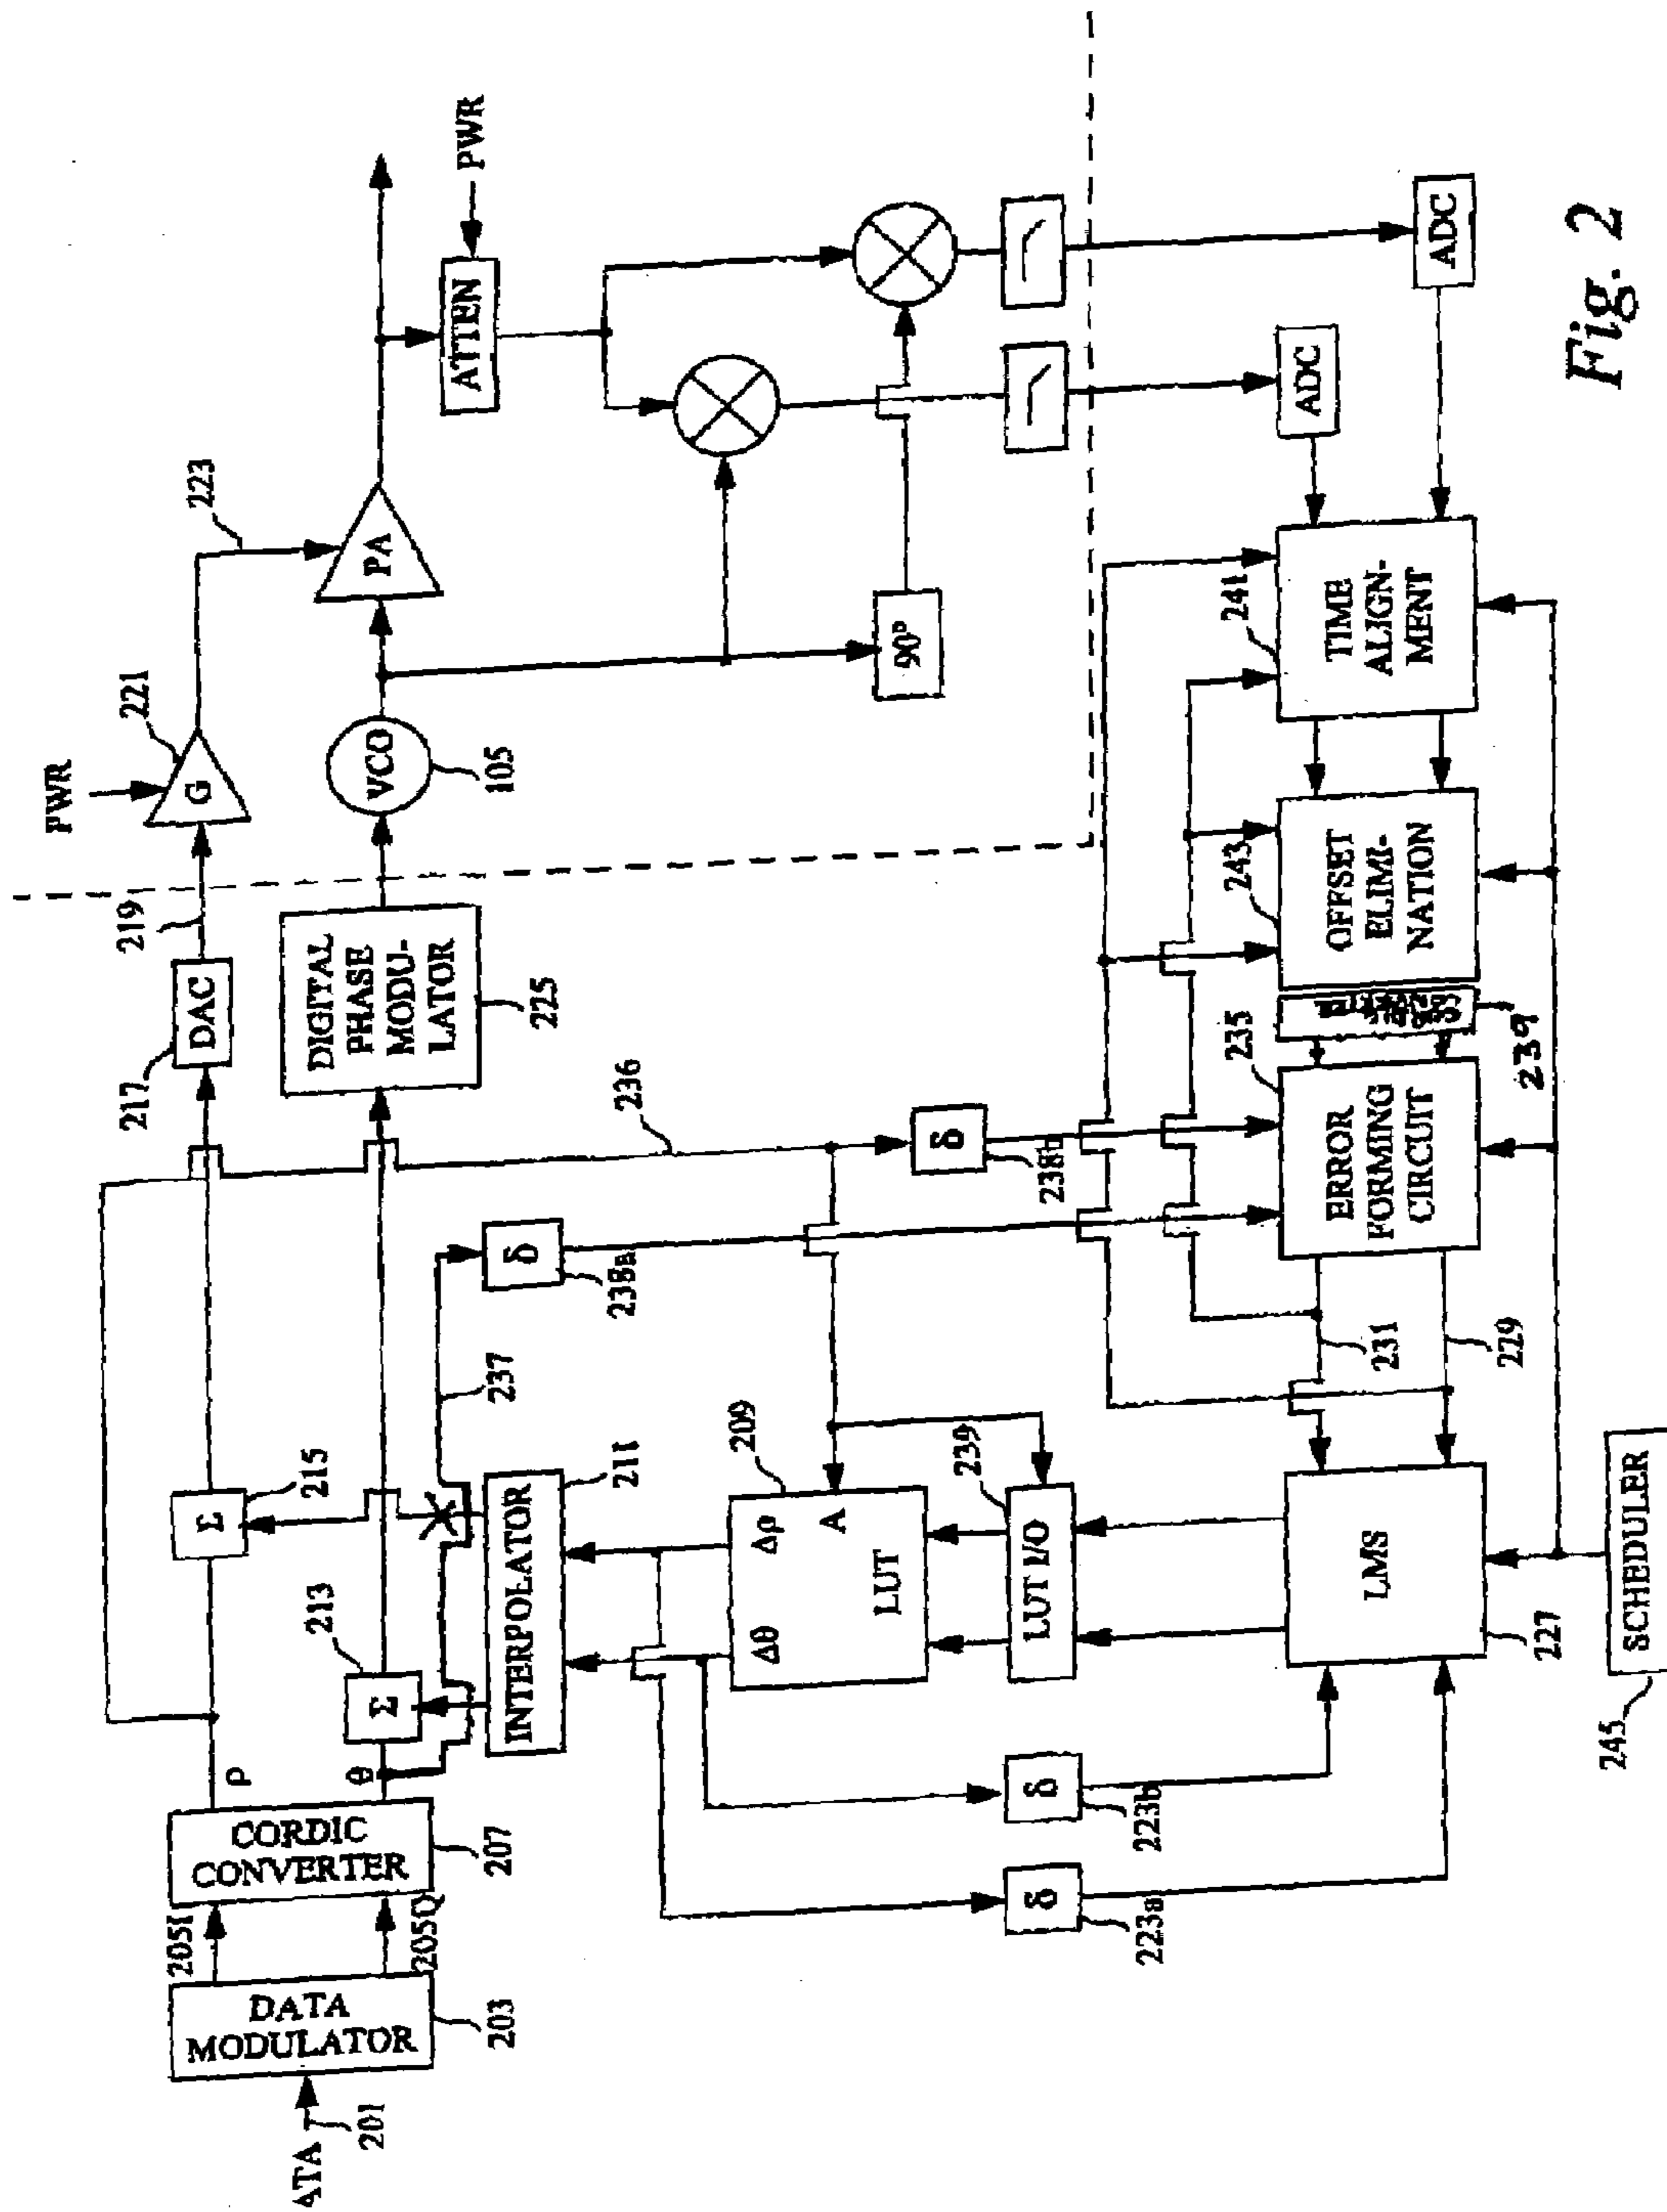 PWR
221
G
223
219
DAC
217
215
Σ
ρ
CORDIC
CONVERTER
207
205I
205Q
DATA
MODULATOR
203
ATA
201
PA
VCO
105
DIGITAL
PHASE
MODU-
LATOR
225
213
Σ
θ
236
237
ATTEN
PWR
INTERPOLATOR
211
δ
238a
δ
238b
90°
Δθ
Δρ
A
LUT
209
LUT I/O
239
δ
223b
δ
223a
LMS
227
231
229
ERROR
FORMING
CIRCUIT
235
239
OFFSET
ELIMI-
NATION
243
TIME
ALIGN-
MENT
241
ADC
ADC
SCHEDULER
245
Fig. 2